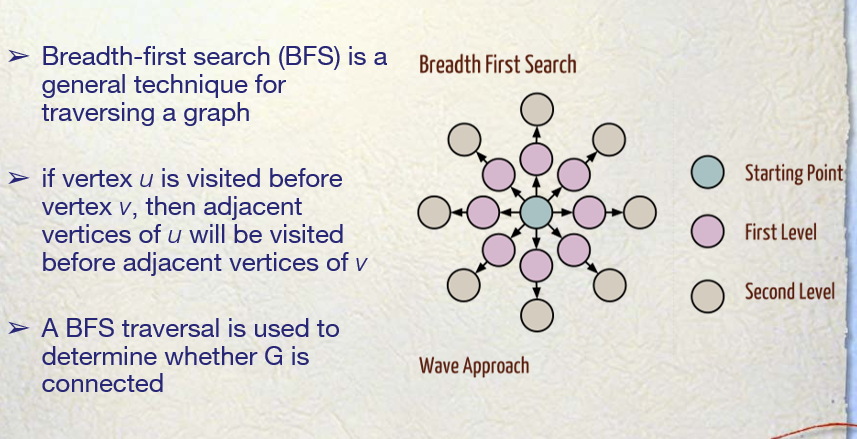 ➢ Breadth-first search (BFS) is a
general technique for
traversing a graph
➢ if vertex u is visited before
vertex v, then adjacent
vertices of u will be visited
before adjacent vertices of v
➢ A BFS traversal is used to
determine whether G is
connected
Breadth First Search
Starting Point
First Level
Second Level
Wave Approach